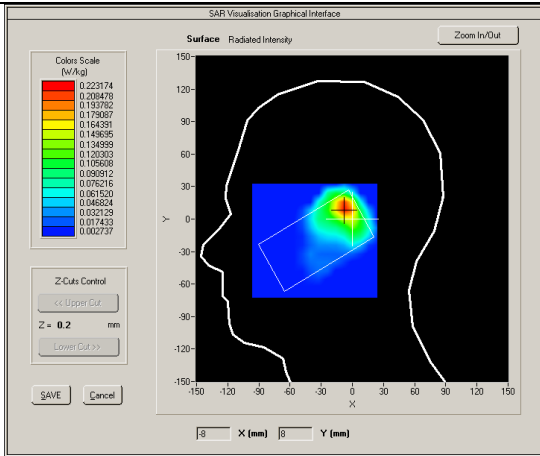 SAR Visualisation Graphical Interface
Surface Radiated Intensity
Zoom In/Out
Colors Scale
(W/kg)
0.223174
0.208478
0.193782
0.179087
0.164391
0.149695
0.134999
0.120303
0.105608
0.090912
0.076216
0.061520
0.046824
0.032129
0.017433
0.002737
Z-Cuts Control
<< Upper Cut
Z = 0.2 mm
Lower Cut >>
SAVE Cancel
150
120
90
60
30
0
-30
-60
-90
-120
-150
Y
-150 -120 -90 -60 -30 0 30 60 90 120 150
X
-8 X (mm) 8 Y (mm)